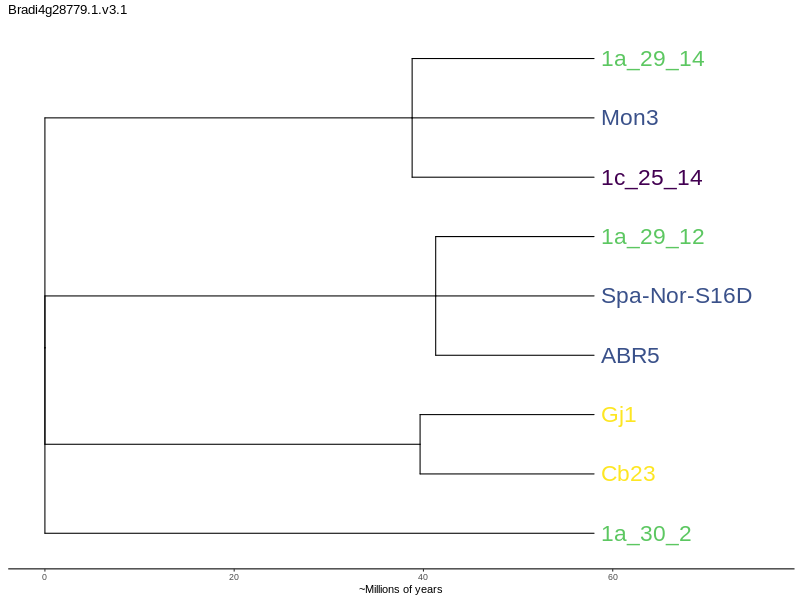 Bradi4g28779.1.v3.1
1a_29_14
Mon3
1c_25_14
1a_29_12
Spa-Nor-S16D
ABR5
Gj1
Cb23
1a_30_2
0 20 40 60
~Millions of years